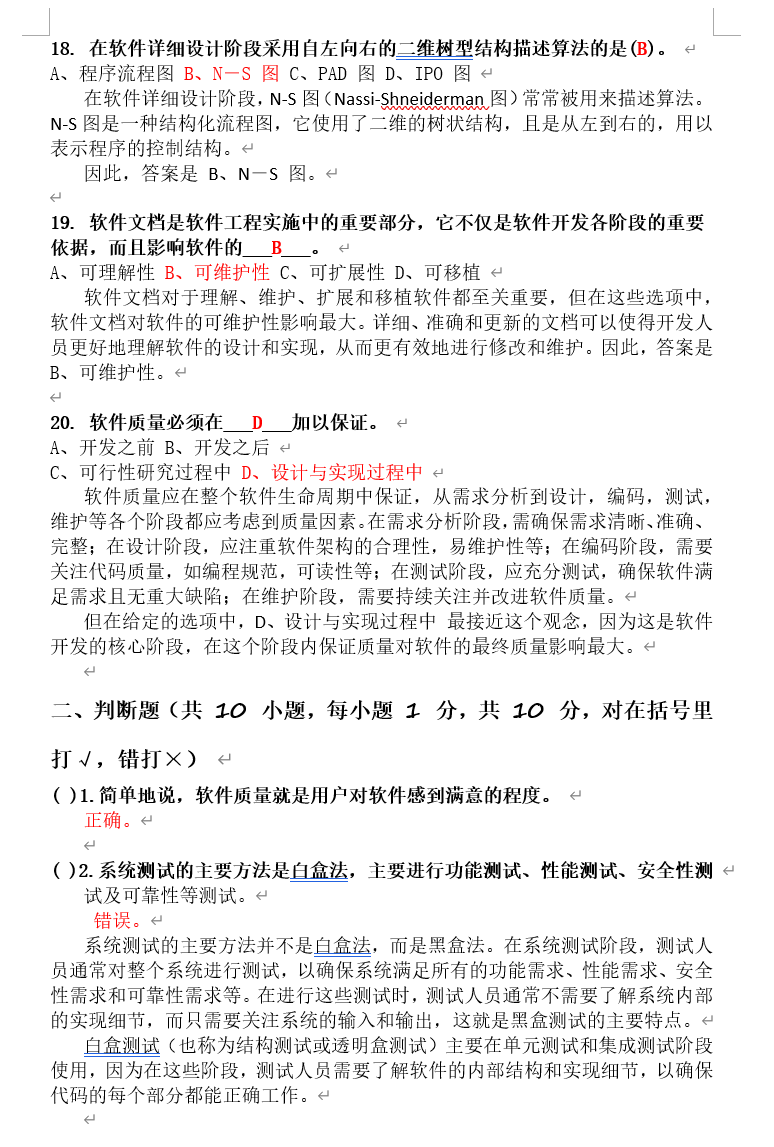 18. 在软件详细设计阶段采用自左向右的二维树型结构描述算法的是(B)。
A、程序流程图 B、N－S 图 C、PAD 图 D、IPO 图
在软件详细设计阶段，N-S 图（Nassi-Shneiderman 图）常常被用来描述算法。
N-S 图是一种结构化流程图，它使用了二维的树状结构，且是从左到右的，用以
表示程序的控制结构。
因此，答案是 B、N－S 图。
19. 软件文档是软件工程实施中的重要部分，它不仅是软件开发各阶段的重要
依据，而且影响软件的___B___。
A、可理解性 B、可维护性 C、可扩展性 D、可移植
软件文档对于理解、维护、扩展和移植软件都至关重要，但在这些选项中，
软件文档对软件的可维护性影响最大。详细、准确和更新的文档可以使得开发人
员更好地理解软件的设计和实现，从而更有效地进行修改和维护。因此，答案是
B、可维护性。
20. 软件质量必须在___D___加以保证。
A、开发之前 B、开发之后
C、可行性研究过程中 D、设计与实现过程中
软件质量应在整个软件生命周期中保证，从需求分析到设计，编码，测试，
维护等各个阶段都应考虑到质量因素。在需求分析阶段，需确保需求清晰、准确、
完整；在设计阶段，应注重软件架构的合理性，易维护性等；在编码阶段，需要
关注代码质量，如编程规范，可读性等；在测试阶段，应充分测试，确保软件满
足需求且无重大缺陷；在维护阶段，需要持续关注并改进软件质量。
但在给定的选项中，D、设计与实现过程中 最接近这个观念，因为这是软件
开发的核心阶段，在这个阶段内保证质量对软件的最终质量影响最大。
二、判断题（共 10 小题，每小题 1 分，共 10 分，对在括号里
打√，错打×）
( )1.简单地说，软件质量就是用户对软件感到满意的程度。
正确。
( )2.系统测试的主要方法是白盒法，主要进行功能测试、性能测试、安全性测
试及可靠性等测试。
错误。
系统测试的主要方法并不是白盒法，而是黑盒法。在系统测试阶段，测试人
员通常对整个系统进行测试，以确保系统满足所有的功能需求、性能需求、安全
性需求和可靠性需求等。在进行这些测试时，测试人员通常不需要了解系统内部
的实现细节，而只需要关注系统的输入和输出，这就是黑盒测试的主要特点。
白盒测试（也称为结构测试或透明盒测试）主要在单元测试和集成测试阶段
使用，因为在这些阶段，测试人员需要了解软件的内部结构和实现细节，以确保
代码的每个部分都能正确工作。